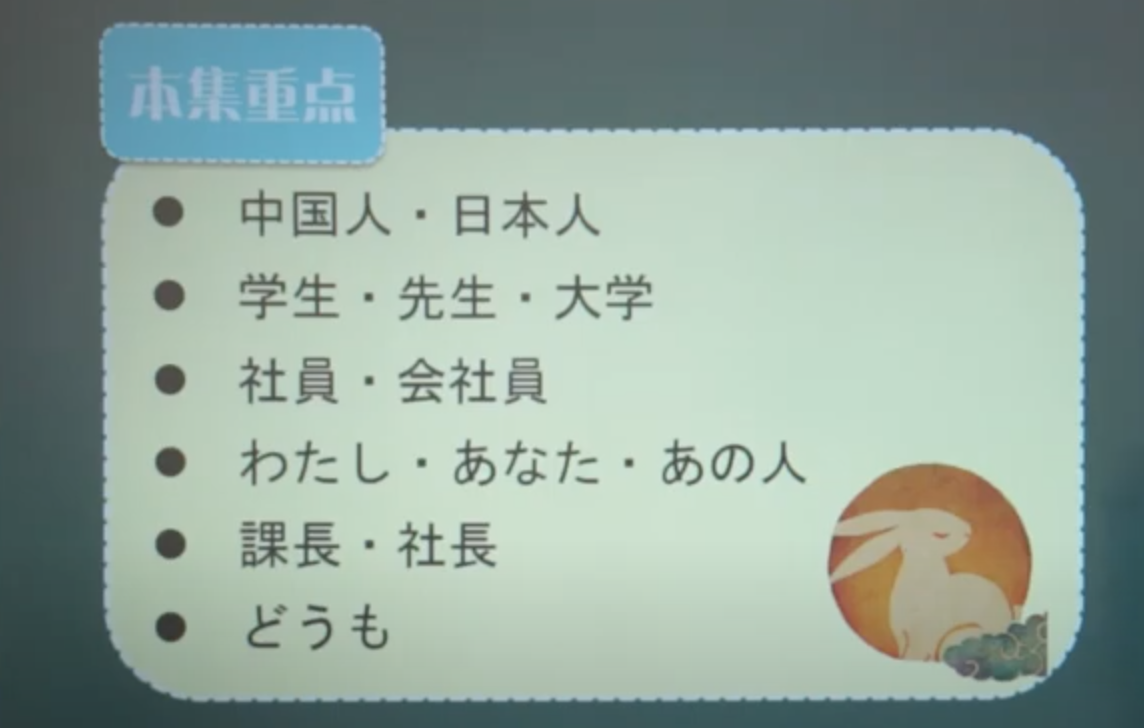 本集重点
● 中国人・日本人
● 学生・先生・大学
● 社員・会社員
● わたし・あなた・あの人
● 課長・社長
● どうも